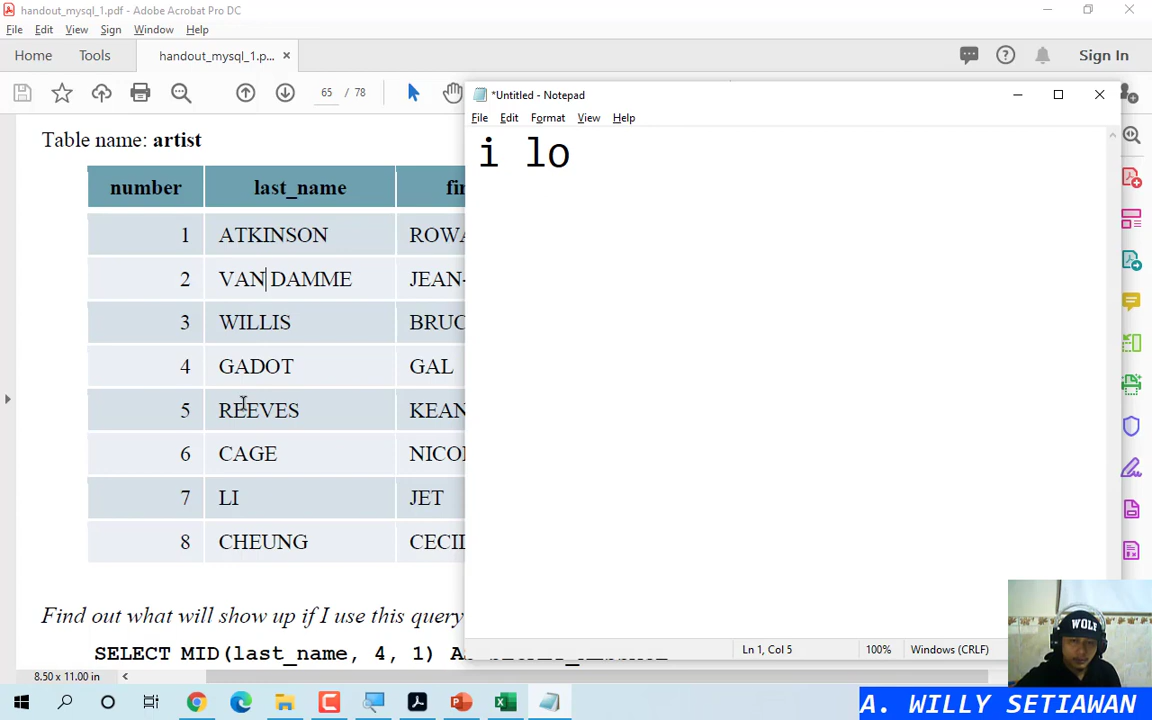 handout_mysql_1.pdf - Adobe Acrobat Pro DC
File Edit View Sign Window Help
Home Tools handout_mysql_1.p... × Sign In
65 / 78
Table name: artist
number last_name
1 ATKINSON
2 VAN DAMME
3 WILLIS
4 GADOT GAL
5 REEVES
6 CAGE
7 LI JET
8 CHEUNG
Find out what will show up if I use this query
SELECT MID(last_name, 4, 1)
8.50 x 11.00 in
*Untitled - Notepad
File Edit Format View Help
i lo
Ln 1, Col 5 100% Windows (CRLF)
WOLF
A. WILLY SETIAWAN